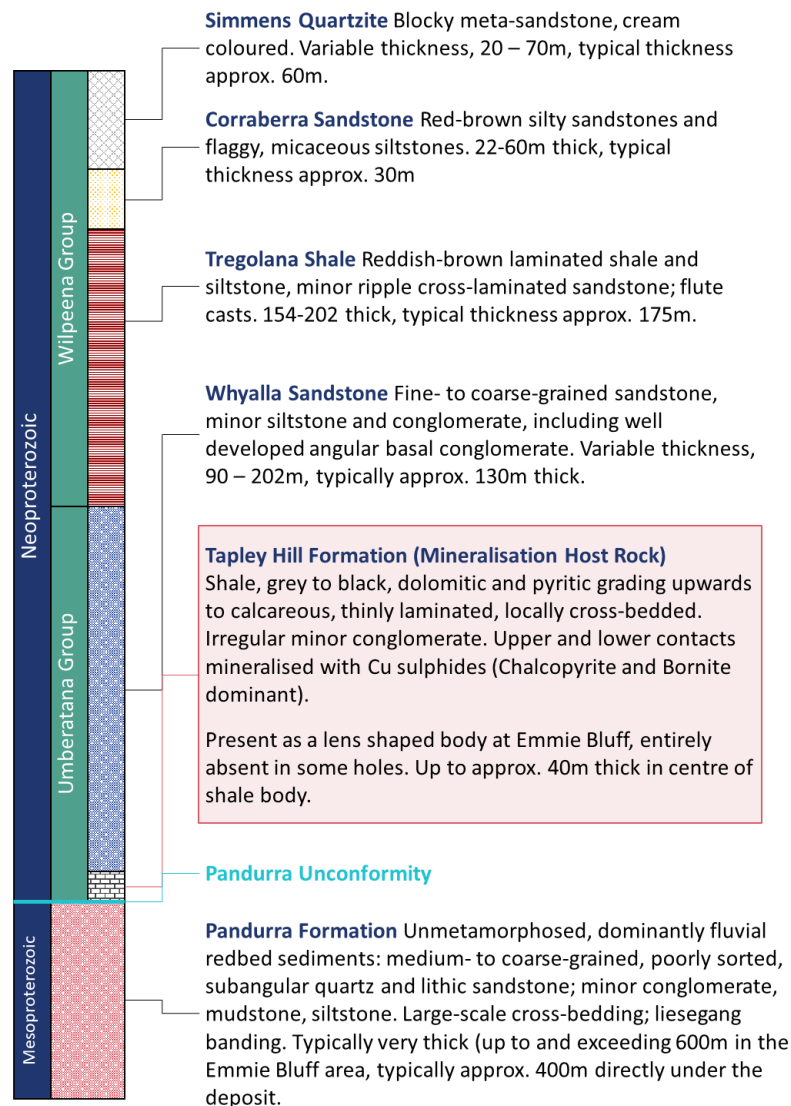 Simmens Quartzite Blocky meta-sandstone, cream
coloured. Variable thickness, 20 – 70m, typical thickness
approx. 60m.
Corraberra Sandstone Red-brown silty sandstones and
flaggy, micaceous siltstones. 22-60m thick, typical
thickness approx. 30m
Tregolana Shale Reddish-brown laminated shale and
siltstone, minor ripple cross-laminated sandstone; flute
casts. 154-202 thick, typical thickness approx. 175m.
Whyalla Sandstone Fine- to coarse-grained sandstone,
minor siltstone and conglomerate, including well
developed angular basal conglomerate. Variable thickness,
90 – 202m, typically approx. 130m thick.
Tapley Hill Formation (Mineralisation Host Rock)
Shale, grey to black, dolomitic and pyritic grading upwards
to calcareous, thinly laminated, locally cross-bedded.
Irregular minor conglomerate. Upper and lower contacts
mineralised with Cu sulphides (Chalcopyrite and Bornite
dominant).
Present as a lens shaped body at Emmie Bluff, entirely
absent in some holes. Up to approx. 40m thick in centre of
shale body.
Pandurra Unconformity
Pandurra Formation Unmetamorphosed, dominantly fluvial
redbed sediments: medium- to coarse-grained, poorly sorted,
subangular quartz and lithic sandstone; minor conglomerate,
mudstone, siltstone. Large-scale cross-bedding; liesegang
banding. Typically very thick (up to and exceeding 600m in the
Emmie Bluff area, typically approx. 400m directly under the
deposit.
Neoproterozoic
Mesoproterozoic
Wilpeena Group
Umberatana Group